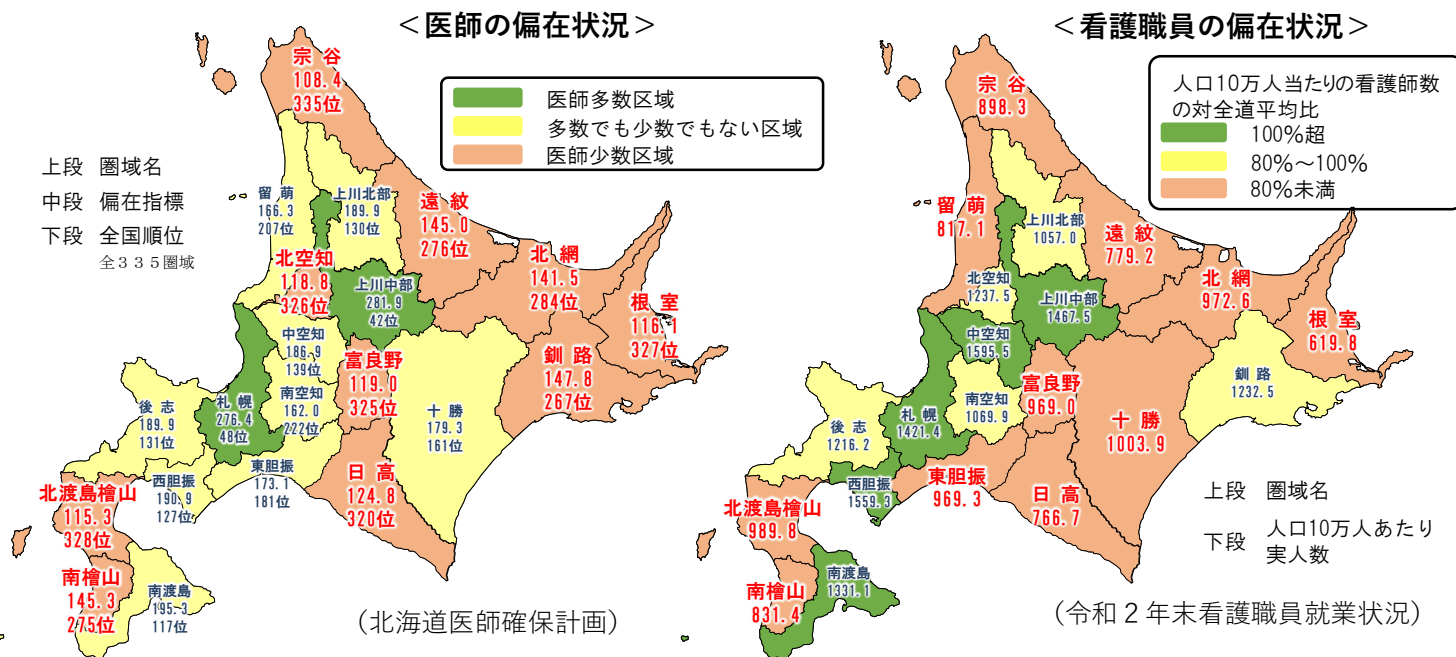 ＜医師の偏在状況＞
医師多数区域
多数でも少数でもない区域
医師少数区域
上段 圏域名
中段 偏在指標
下段 全国順位
全３３５圏域
宗谷
108.4
335位
留萌
166.3
207位
上川北部
189.9
130位
遠紋
145.0
276位
北網
141.5
284位
北空知
118.8
326位
上川中部
281.9
42位
根室
116.1
327位
中空知
186.9
139位
富良野
119.0
325位
釧路
147.8
267位
後志
189.9
131位
札幌
276.4
48位
南空知
162.0
222位
十勝
179.3
161位
西胆振
190.9
127位
東胆振
173.1
181位
日高
124.8
320位
北渡島檜山
115.3
328位
南檜山
145.3
275位
南渡島
195.3
117位
（北海道医師確保計画）
＜看護職員の偏在状況＞
人口10万人当たりの看護師数
の対全道平均比
100％超
80％～100％
80％未満
宗谷
898.3
留萌
817.1
上川北部
1057.0
遠紋
779.2
北網
972.6
北空知
1237.5
上川中部
1467.5
根室
619.8
中空知
1595.5
富良野
969.0
釧路
1232.5
後志
1216.2
札幌
1421.4
南空知
1069.9
十勝
1003.9
西胆振
1559.3
東胆振
969.3
日高
766.7
北渡島檜山
989.8
南檜山
831.4
南渡島
1331.1
上段 圏域名
下段 人口10万人あたり
実人数
（令和２年末看護職員就業状況）